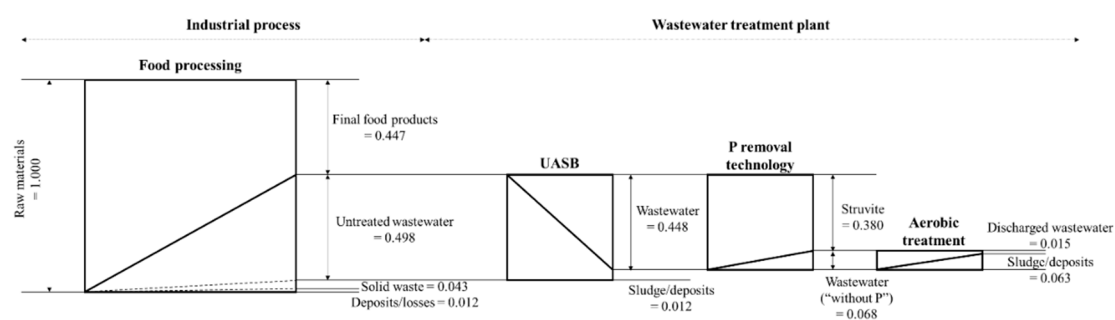 Industrial process
Wastewater treatment plant
Food processing
Raw materials
= 1.000
Final food products
= 0.447
Untreated wastewater
= 0.498
Solid waste = 0.043
Deposits/losses = 0.012
UASB
Wastewater
= 0.448
Sludge/deposits
= 0.012
P removal
technology
Struvite
= 0.380
Wastewater
(“without P”)
= 0.068
Aerobic
treatment
Discharged wastewater
= 0.015
Sludge/deposits
= 0.063